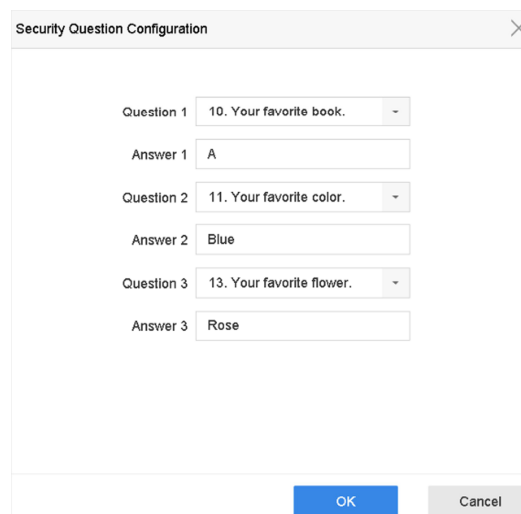 Security Question Configuration
Question 1 10. Your favorite book.
Answer 1 A
Question 2 11. Your favorite color.
Answer 2 Blue
Question 3 13. Your favorite flower.
Answer 3 Rose
OK Cancel